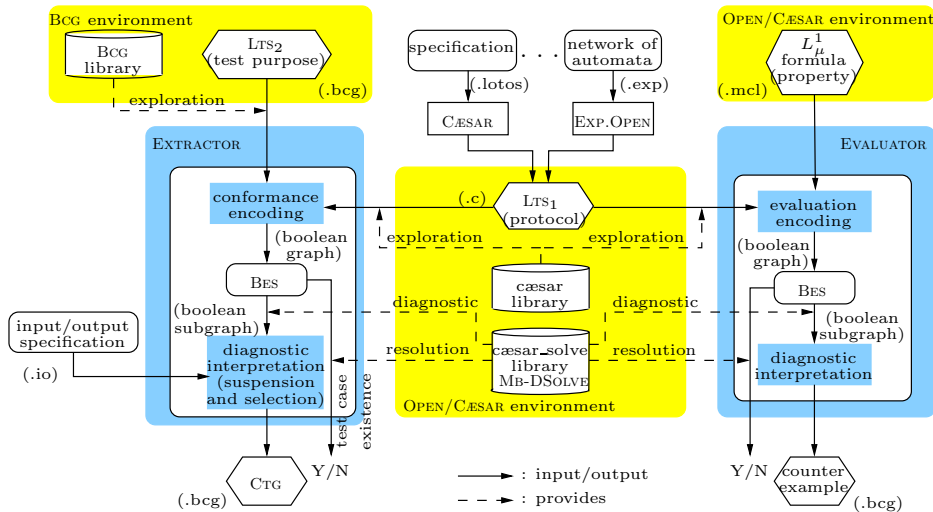 BCG environment
BCG
library
LTS2
(test purpose)
(.bcg)
exploration
specification
. . .
network of
automata
(.lotos)
(.exp)
CÆSAR
EXP.OPEN
OPEN/CÆSAR environment
L1μ
formula
(property)
(.mcl)
EXTRACTOR
conformance
encoding
(boolean
graph)
BES
(boolean
subgraph)
input/output
specification
(.io)
diagnostic
interpretation
(suspension
and selection)
test case
existence
Y/N
CTG
(.bcg)
(.c)
LTS1
(protocol)
exploration
exploration
cæsar
library
diagnostic
diagnostic
resolution
resolution
cæsar_solve
library
MB-DSOLVE
OPEN/CÆSAR environment
EVALUATOR
evaluation
encoding
(boolean
graph)
BES
(boolean
subgraph)
diagnostic
interpretation
Y/N
counter
example
(.bcg)
: input/output
: provides